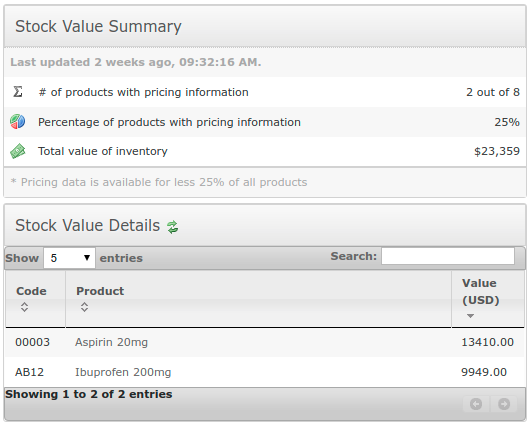 Stock Value Summary
Last updated 2 weeks ago, 09:32:16 AM.
Σ # of products with pricing information 2 out of 8
Percentage of products with pricing information 25%
Total value of inventory $23,359
* Pricing data is available for less 25% of all products
Stock Value Details
Show 5 entries Search:
Code Product Value (USD)
00003 Aspirin 20mg 13410.00
AB12 Ibuprofen 200mg 9949.00
Showing 1 to 2 of 2 entries